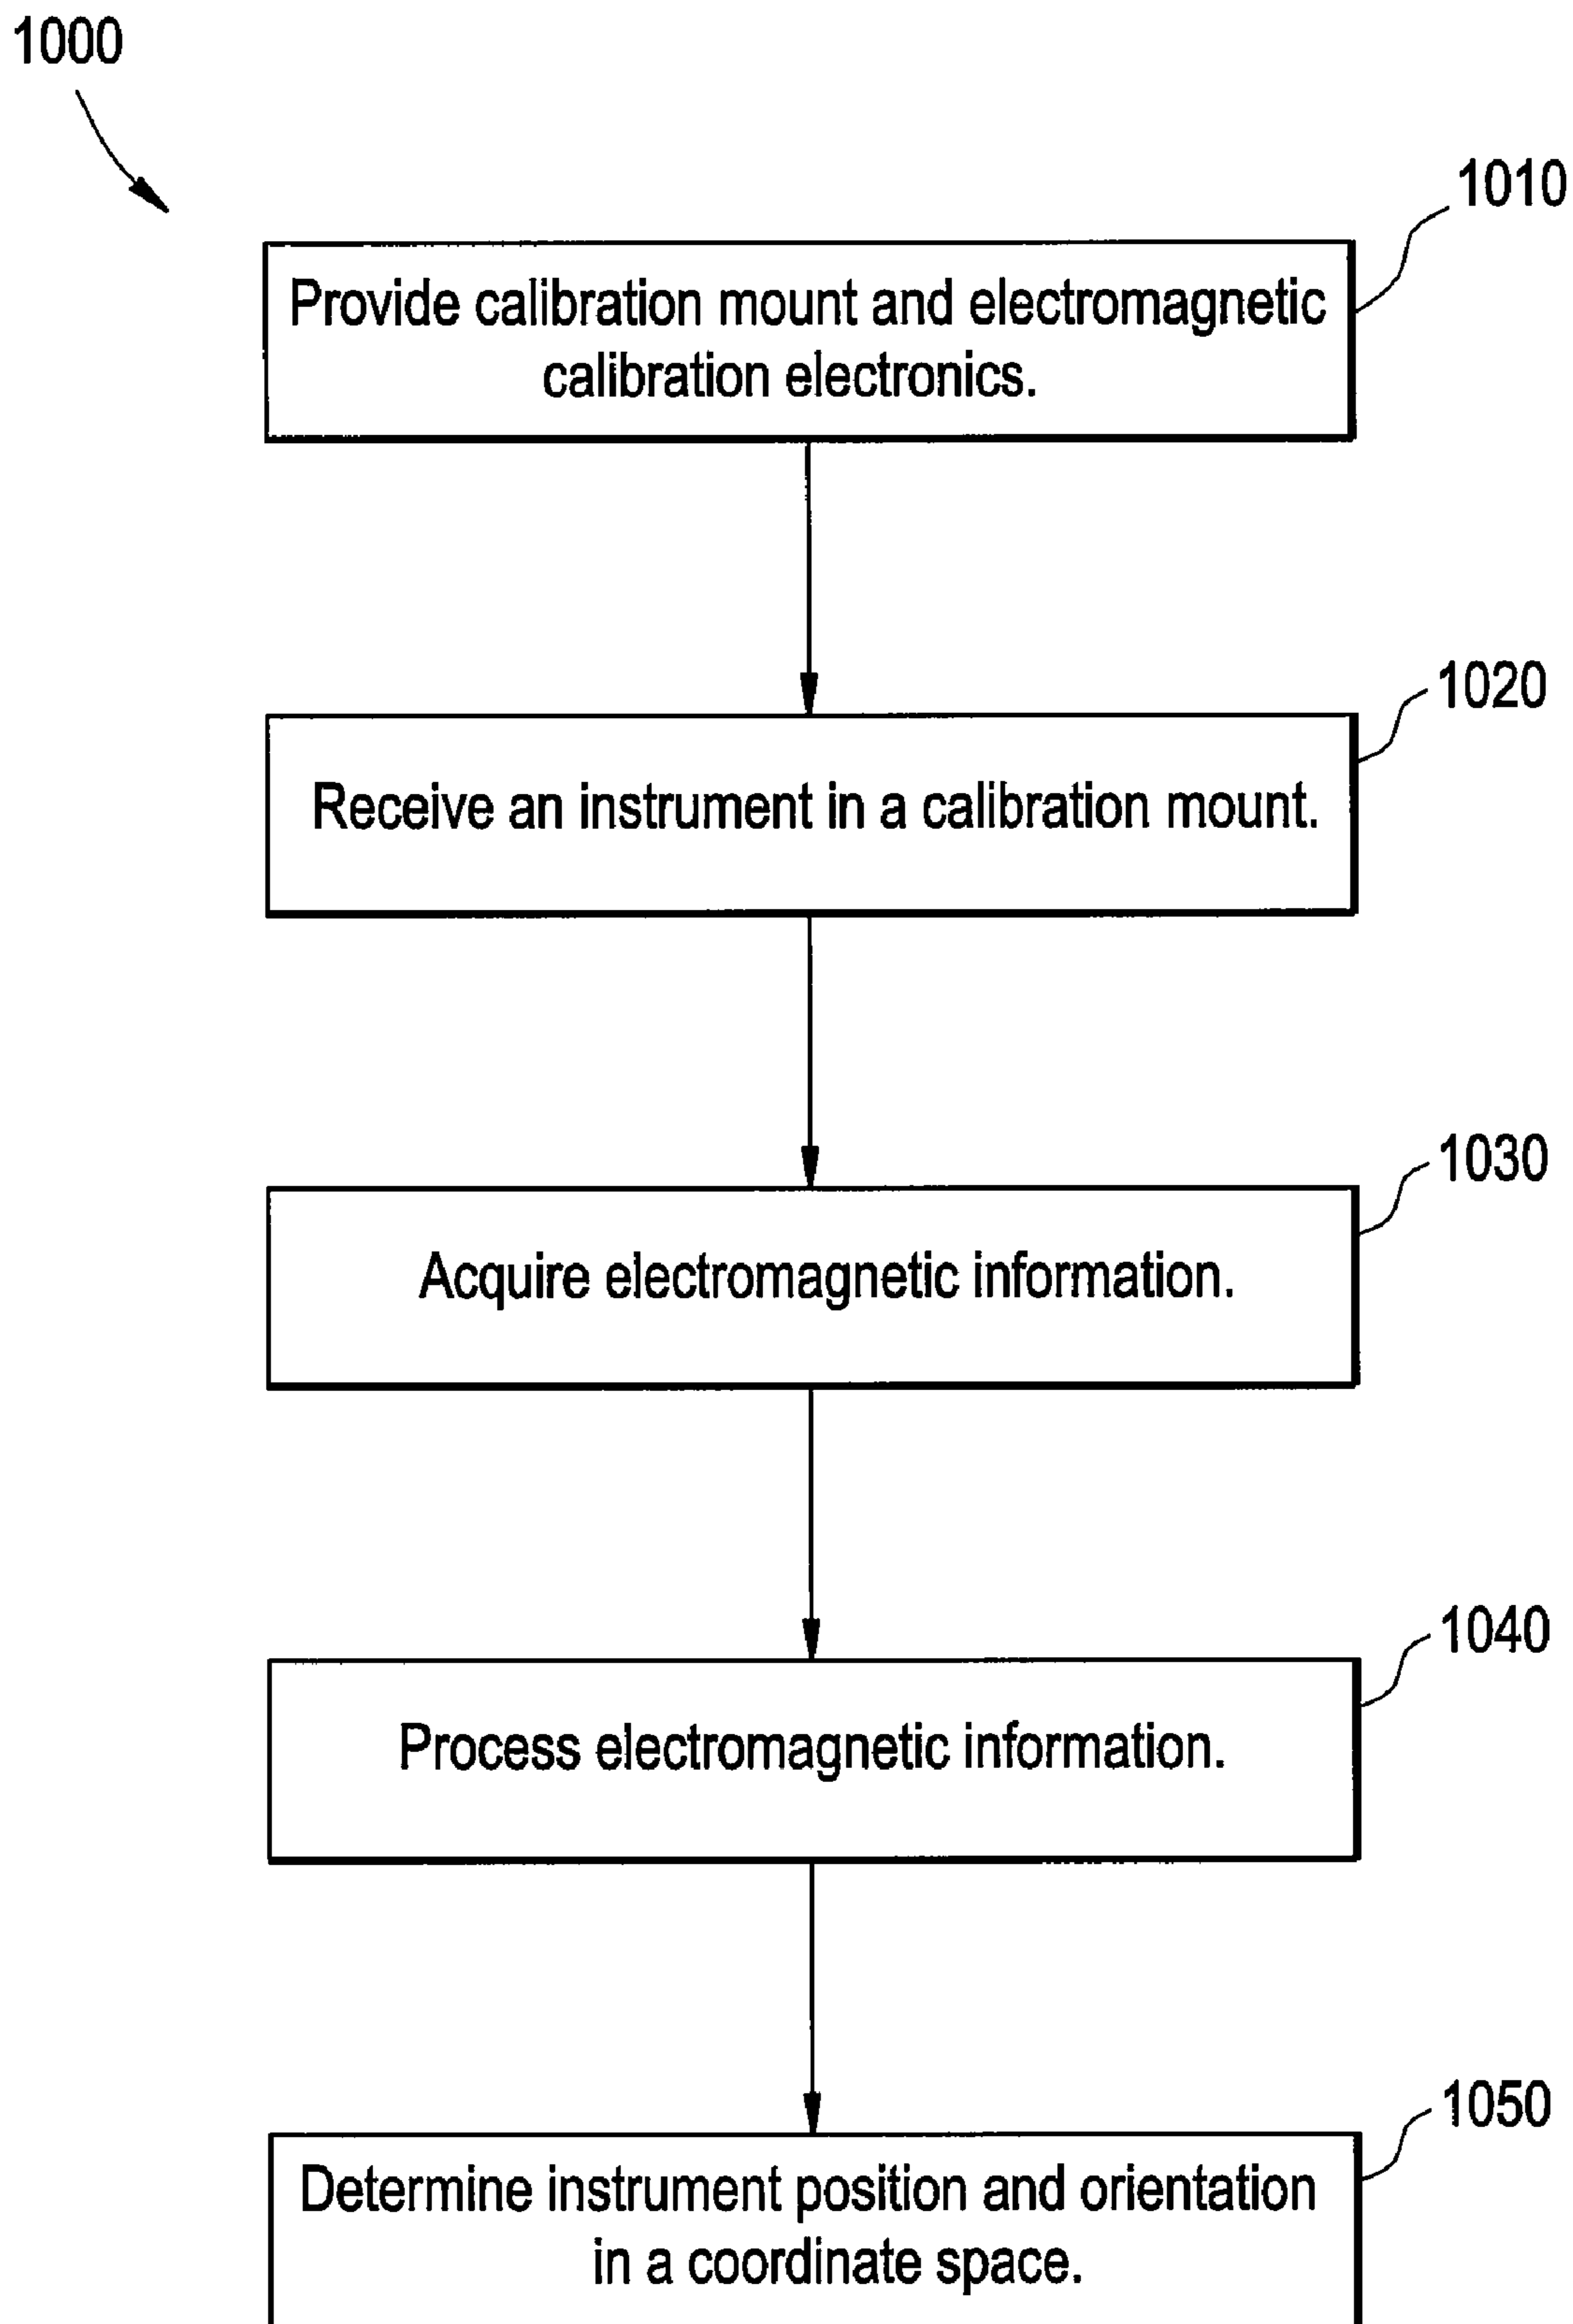 1000
1010
Provide calibration mount and electromagnetic
calibration electronics.
1020
Receive an instrument in a calibration mount.
1030
Acquire electromagnetic information.
1040
Process electromagnetic information.
1050
Determine instrument position and orientation
in a coordinate space.